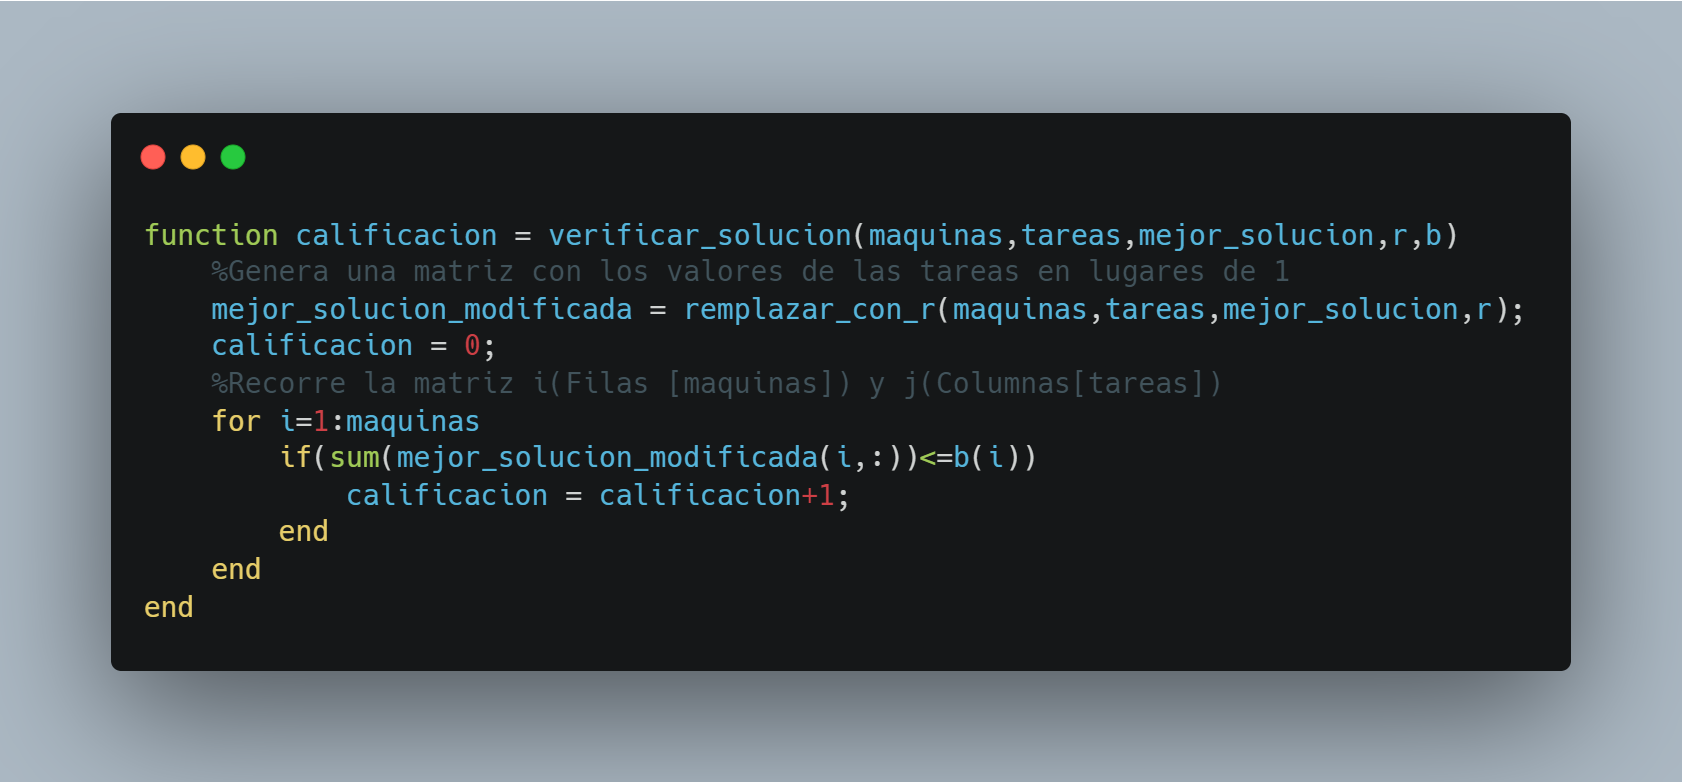 function calificacion = verificar_solucion(maquinas,tareas,mejor_solucion,r,b)
    %Genera una matriz con los valores de las tareas en lugares de 1
    mejor_solucion_modificada = remplazar_con_r(maquinas,tareas,mejor_solucion,r);
    calificacion = 0;
    %Recorre la matriz i(Filas [maquinas]) y j(Columnas[tareas])
    for i=1:maquinas
        if(sum(mejor_solucion_modificada(i,:))<=b(i))
            calificacion = calificacion+1;
        end
    end
end